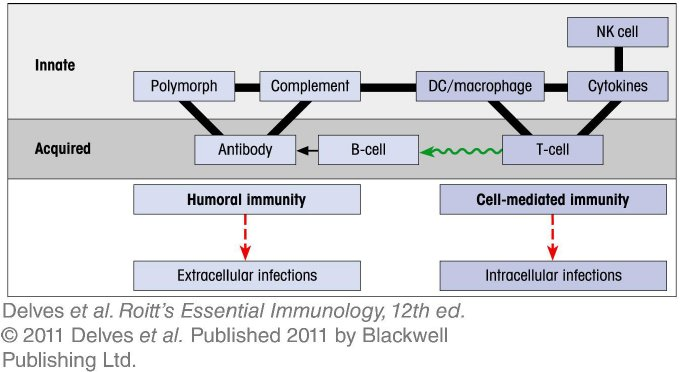 NK cell
Innate
Polymorph Complement DC/macrophage Cytokines
Acquired Antibody B-cell T-cell
Humoral immunity Cell-mediated immunity
Extracellular infections Intracellular infections
Delves et al. Roitt's Essential Immunology, 12th ed.
© 2011 Delves et al. Published 2011 by Blackwell
Publishing Ltd.